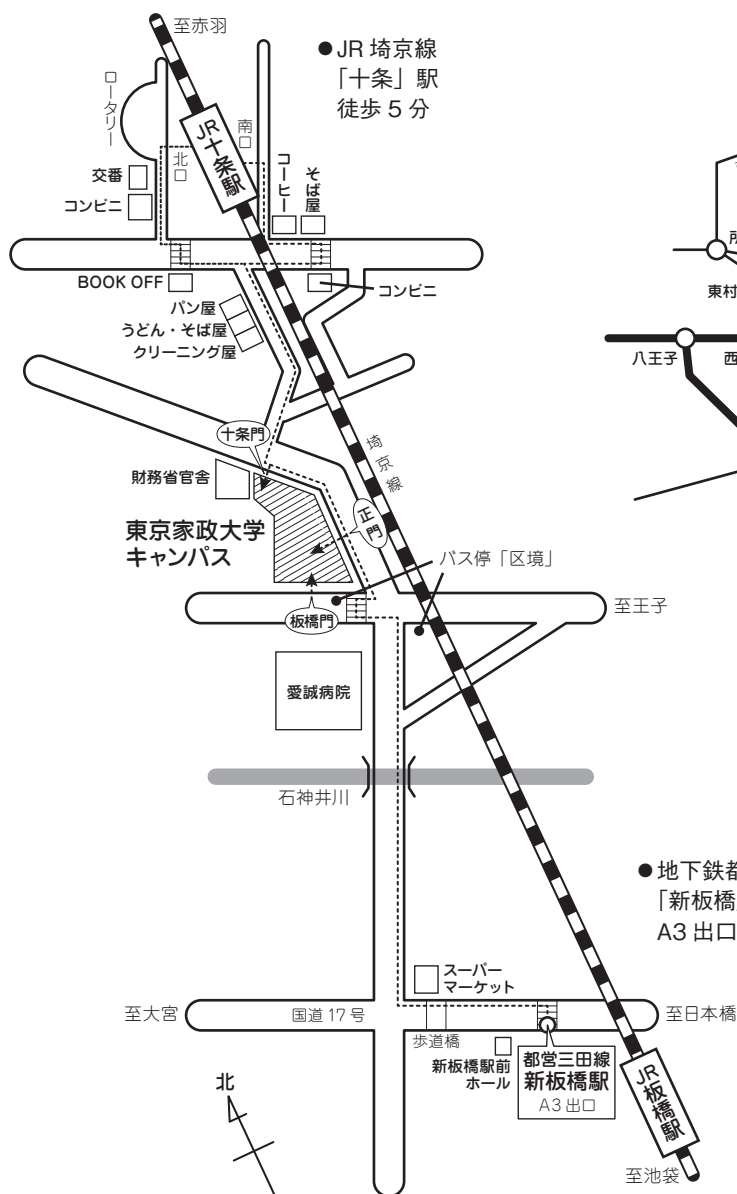 至赤羽
●JR 埼京線
「十条」駅
徒歩 5 分
ロータリー
JR十条駅
南口
北口
交番
コンビニ
コーヒー
そば屋
BOOK OFF
コンビニ
パン屋
うどん・そば屋
クリーニング屋
東村
八王子
西
十条門
埼京線
財務省官舎
正門
東京家政大学
キャンパス
バス停「区境」
板橋門
至王子
愛誠病院
石神井川
●地下鉄都
「新板橋
A3 出口
スーパー
マーケット
至大宮
国道 17 号
至日本橋
歩道橋
新板橋駅前
ホール
都営三田線
新板橋駅
A3 出口
JR板橋駅
北
至池袋